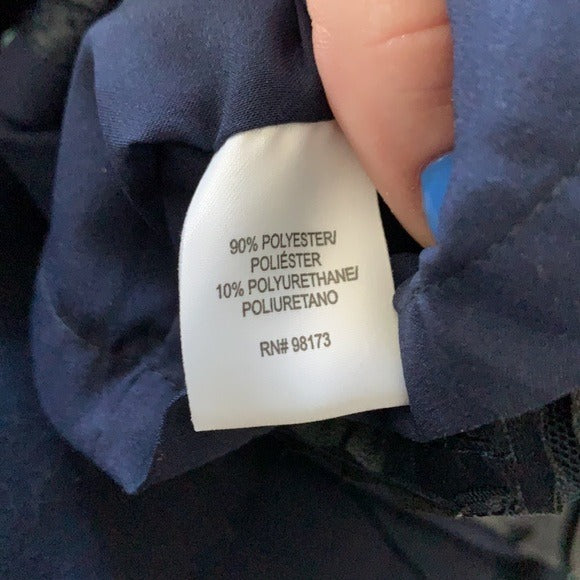 90% POLYESTER/
POLIÉSTER
10% POLYURETHANE/
POLIURETANO
RN# 98173